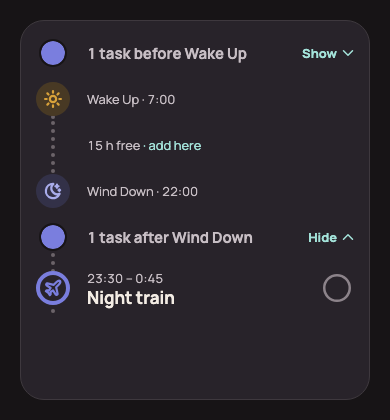 1 task before Wake Up
Show
Wake Up · 7:00
15 h free · add here
Wind Down · 22:00
1 task after Wind Down
Hide
23:30 – 0:45
Night train